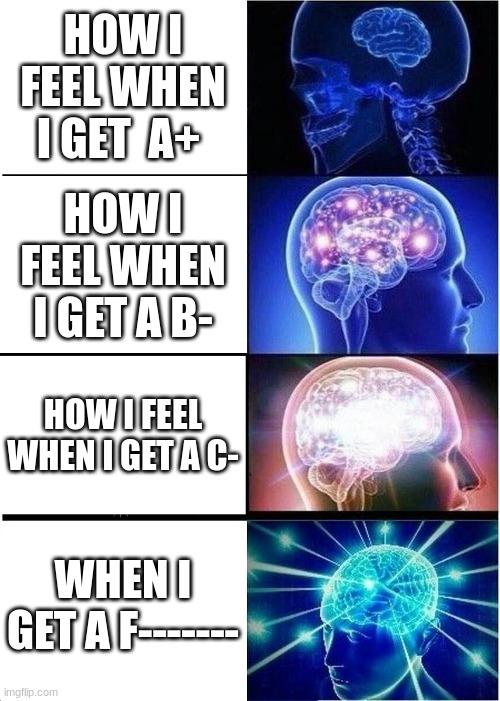 HOW I
FEEL WHEN
I GET A+
HOW I
FEEL WHEN
I GET A B-
HOW I FEEL
WHEN I GET A C-
WHEN I
GET A F-------
imgflip.com